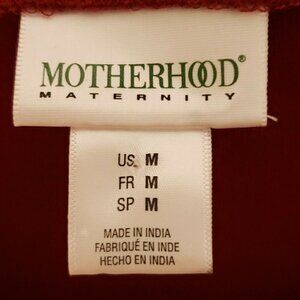 MOTHERHOOD®
MATERNITY
US M
FR M
SP M
MADE IN INDIA
FABRIQUÉ EN INDE
HECHO EN INDIA